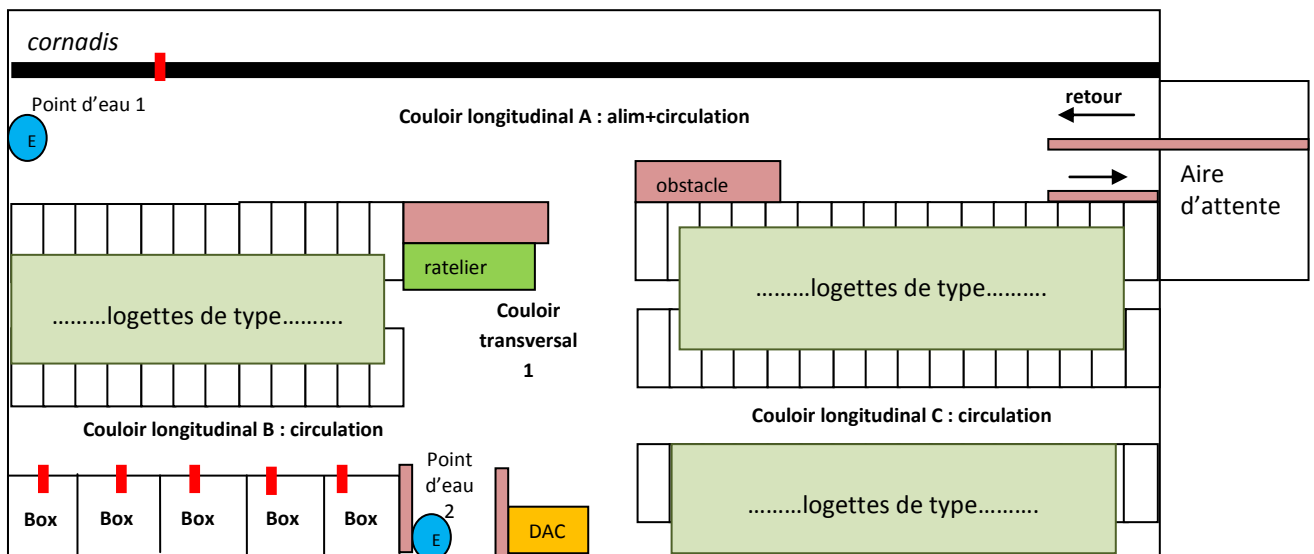 cornadis
Point d'eau 1
E
Couloir longitudinal A : alim+circulation
retour
Aire
d'attente
obstacle
ratelier
………logettes de type……….
………logettes de type……….
Couloir
transversal
1
Couloir longitudinal B : circulation
Couloir longitudinal C : circulation
Point
d'eau
2
E
Box
Box
Box
Box
Box
DAC
………logettes de type……….